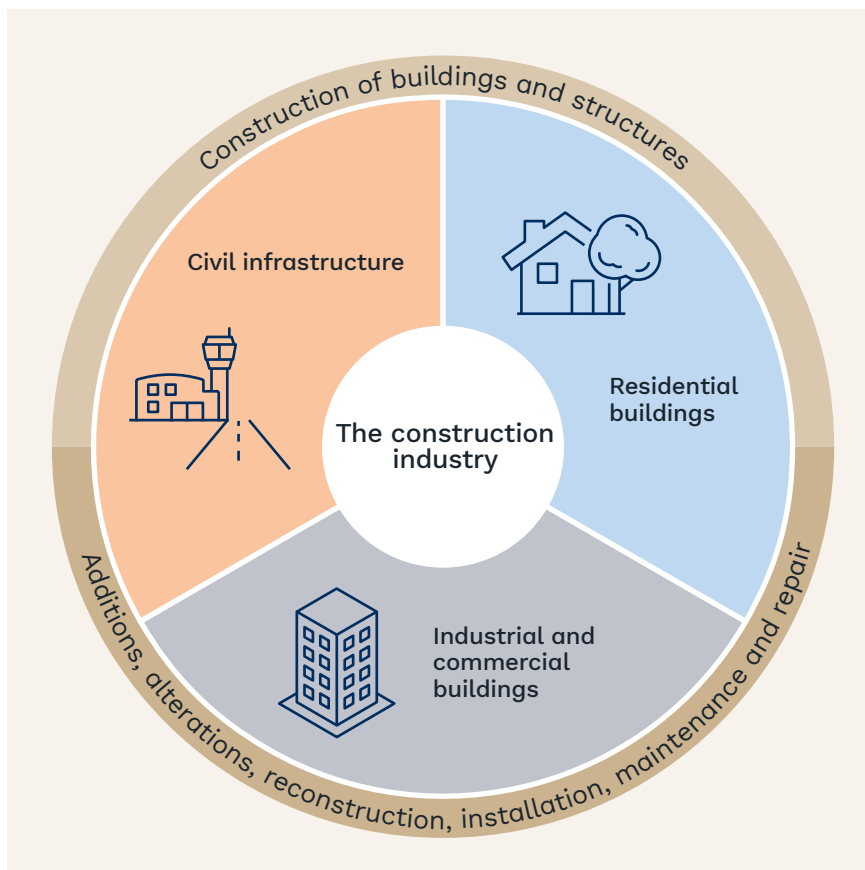 Construction of buildings and structures
Civil infrastructure
Residential
buildings
The construction
industry
Industrial and
commercial
buildings
Additions, alterations, reconstruction, installation, maintenance and repair